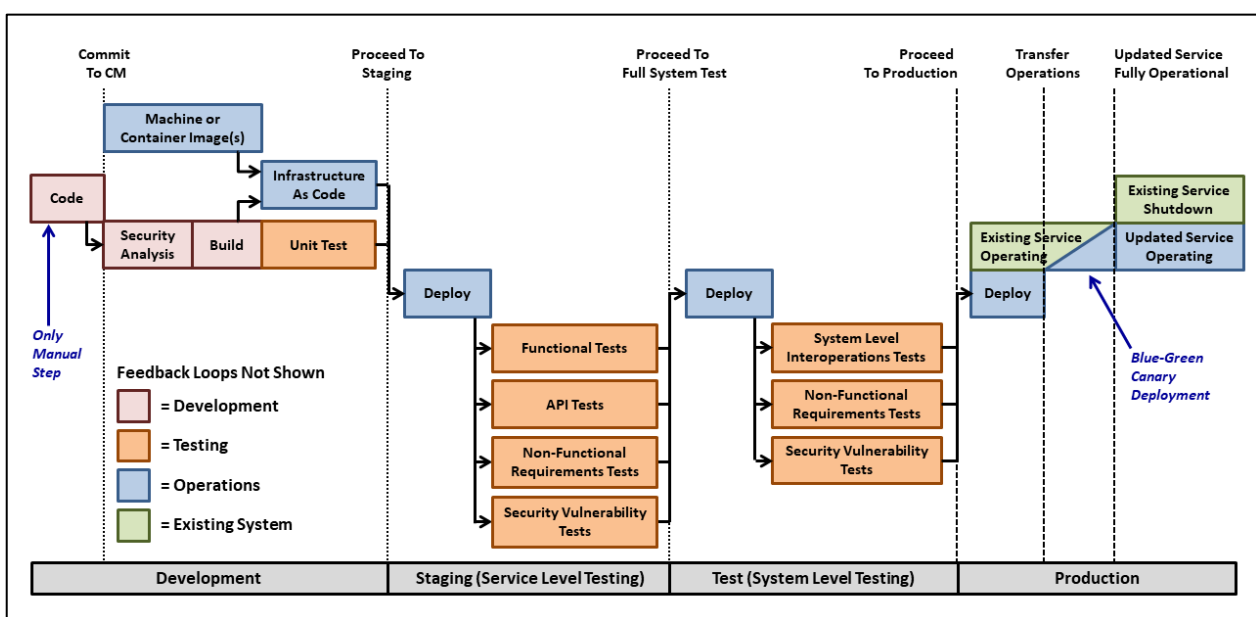 Commit
To CM
Proceed To
Staging
Proceed To
Full System Test
Proceed
To Production
Transfer
Operations
Updated Service
Fully Operational
Machine or
Container Image(s)
Infrastructure
As Code
Code
Security
Analysis
Build
Unit Test
Existing Service
Shutdown
Existing Service
Operating
Updated Service
Operating
Deploy
Deploy
Deploy
Only
Manual
Step
Functional Tests
API Tests
Non-Functional
Requirements Tests
Security Vulnerability
Tests
System Level
Interoperations Tests
Non-Functional
Requirements Tests
Security Vulnerability
Tests
Blue-Green
Canary
Deployment
Feedback Loops Not Shown
= Development
= Testing
= Operations
= Existing System
Development
Staging (Service Level Testing)
Test (System Level Testing)
Production